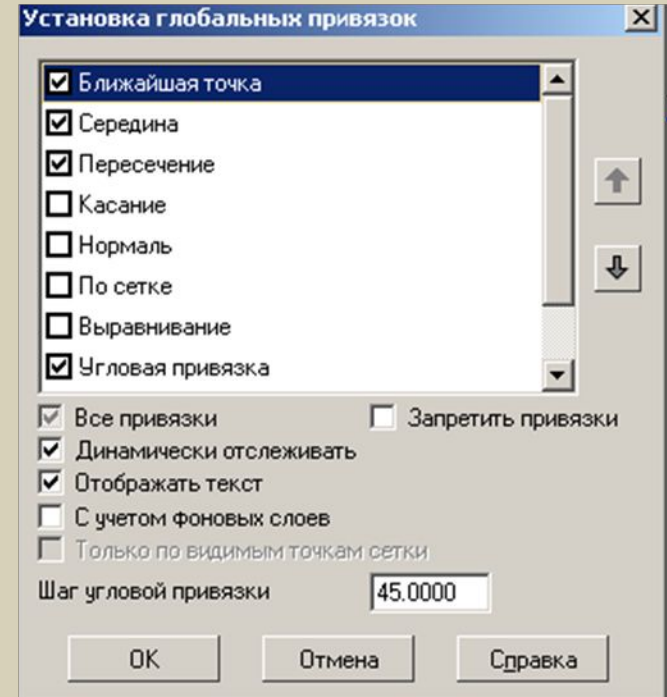 Установка глобальных привязок
Ближайшая точка
Середина
Пересечение
Касание
Нормаль
По сетке
Выравнивание
Угловая привязка
Все привязки Запретить привязки
Динамически отслеживать
Отображать текст
С учетом фоновых слоев
Только по видимым точкам сетки
Шаг угловой привязки 45.0000
OK Отмена Справка